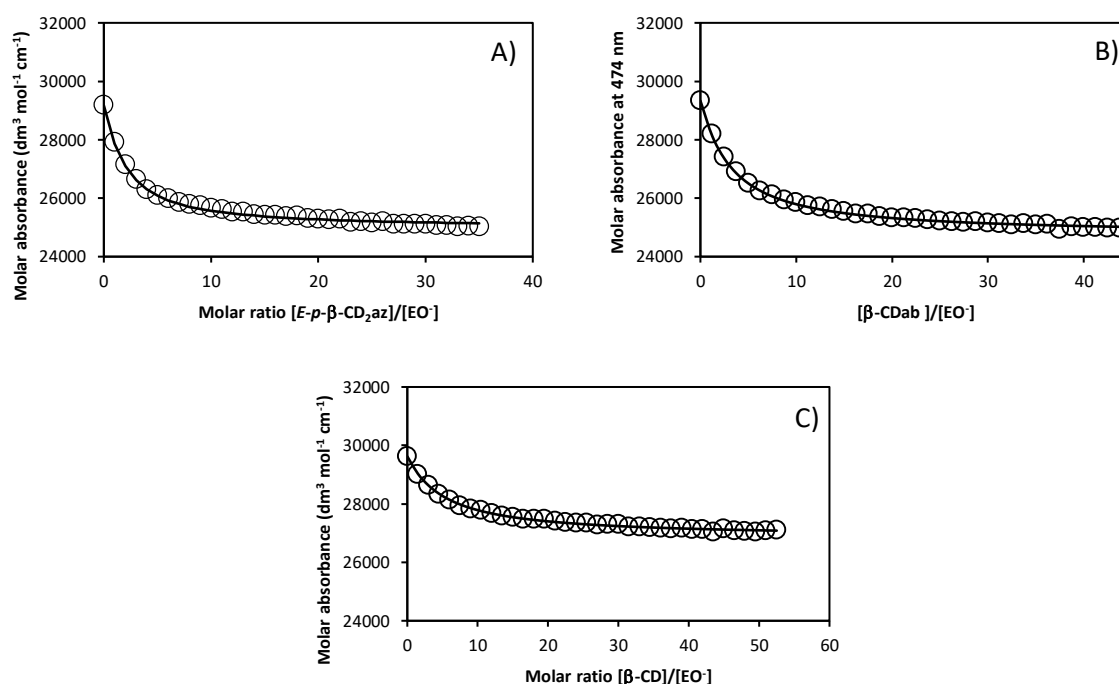 A)
Molar absorbance (dm³ mol⁻¹ cm⁻¹)
32000
30000
28000
26000
24000
0 10 20 30 40
Molar ratio [E-p-β-CD₂az]/[EO⁻]
B)
Molar absorbance at 474 nm
32000
30000
28000
26000
24000
0 10 20 30 40
[β-CDab ]/[EO⁻]
C)
Molar absorbance (dm³ mol⁻¹ cm⁻¹)
32000
30000
28000
26000
24000
0 10 20 30 40 50 60
Molar ratio [β-CD]/[EO⁻]